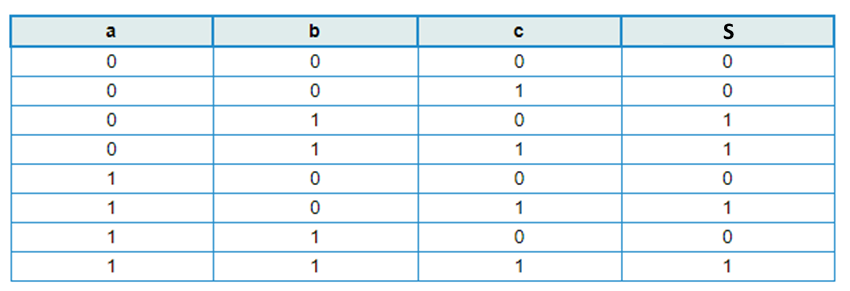 a b c S
0 0 0 0
0 0 1 0
0 1 0 1
0 1 1 1
1 0 0 0
1 0 1 1
1 1 0 0
1 1 1 1